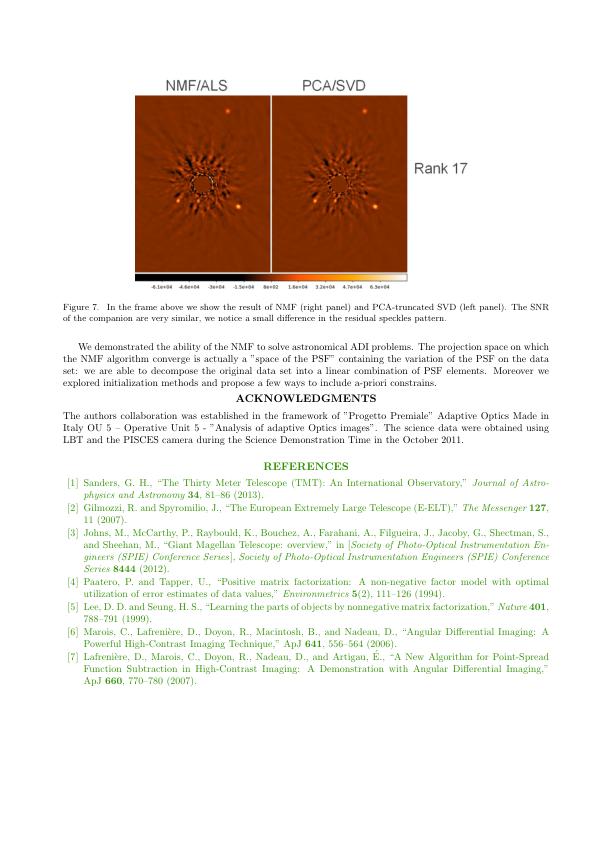 NMF/ALS PCA/SVD
Rank 17
-6.1e+04 -4.6e+04 -3e+04 -1.5e+04 8e+02 1.6e+04 3.2e+04 4.7e+04 6.3e+04
Figure 7. In the frame above we show the result of NMF (right panel) and PCA-truncated SVD (left panel). The SNR
of the companion are very similar, we notice a small difference in the residual speckles pattern.
We demonstrated the ability of the NMF to solve astronomical ADI problems. The projection space on which
the NMF algorithm converge is actually a ”space of the PSF” containing the variation of the PSF on the data
set: we are able to decompose the original data set into a linear combination of PSF elements. Moreover we
explored initialization methods and propose a few ways to include a-priori constrains.
ACKNOWLEDGMENTS
The authors collaboration was established in the framework of ”Progetto Premiale” Adaptive Optics Made in
Italy OU 5 – Operative Unit 5 - ”Analysis of adaptive Optics images”. The science data were obtained using
LBT and the PISCES camera during the Science Demonstration Time in the October 2011.
REFERENCES
[1] Sanders, G. H., “The Thirty Meter Telescope (TMT): An International Observatory,” Journal of Astro-
physics and Astronomy 34, 81–86 (2013).
[2] Gilmozzi, R. and Spyromilio, J., “The European Extremely Large Telescope (E-ELT),” The Messenger 127,
11 (2007).
[3] Johns, M., McCarthy, P., Raybould, K., Bouchez, A., Farahani, A., Filgueira, J., Jacoby, G., Shectman, S.,
and Sheehan, M., “Giant Magellan Telescope: overview,” in [Society of Photo-Optical Instrumentation En-
gineers (SPIE) Conference Series], Society of Photo-Optical Instrumentation Engineers (SPIE) Conference
Series 8444 (2012).
[4] Paatero, P. and Tapper, U., “Positive matrix factorization: A non-negative factor model with optimal
utilization of error estimates of data values,” Environmetrics 5(2), 111–126 (1994).
[5] Lee, D. D. and Seung, H. S., “Learning the parts of objects by nonnegative matrix factorization,” Nature 401,
788–791 (1999).
[6] Marois, C., Lafrenière, D., Doyon, R., Macintosh, B., and Nadeau, D., “Angular Differential Imaging: A
Powerful High-Contrast Imaging Technique,” ApJ 641, 556–564 (2006).
[7] Lafrenière, D., Marois, C., Doyon, R., Nadeau, D., and Artigau, É., “A New Algorithm for Point-Spread
Function Subtraction in High-Contrast Imaging: A Demonstration with Angular Differential Imaging,”
ApJ 660, 770–780 (2007).